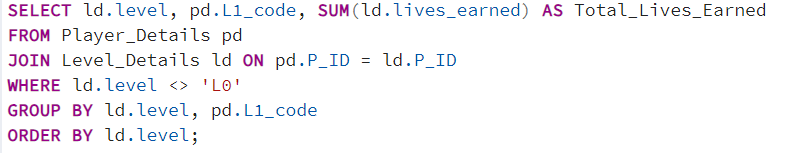 SELECT ld.level, pd.L1_code, SUM(ld.lives_earned) AS Total_Lives_Earned
FROM Player_Details pd
JOIN Level_Details ld ON pd.P_ID = ld.P_ID
WHERE ld.level <> 'L0'
GROUP BY ld.level, pd.L1_code
ORDER BY ld.level;